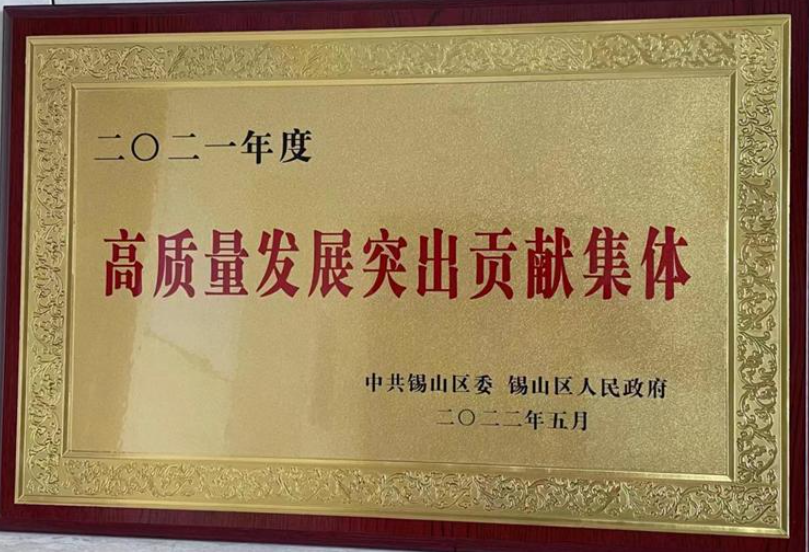 二〇二一年度
高质量发展突出贡献集体
中共锡山区委 锡山区人民政府
二〇二二年五月